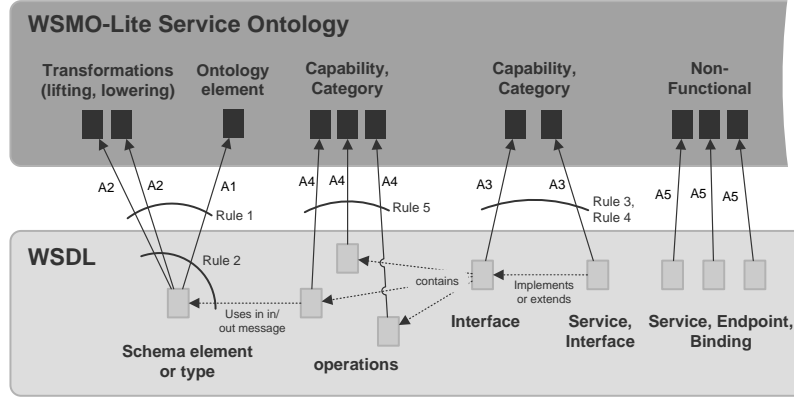 WSMO-Lite Service Ontology
Transformations
(lifting, lowering)
Ontology
element
Capability,
Category
Capability,
Category
Non-
Functional
A2
A2
A1
A4
A4
A4
A3
A3
A5
A5
A5
Rule 1
Rule 5
Rule 3,
Rule 4
WSDL
Rule 2
Uses in in/
out message
contains
Implements
or extends
Schema element
or type
operations
Interface
Service,
Interface
Service, Endpoint,
Binding